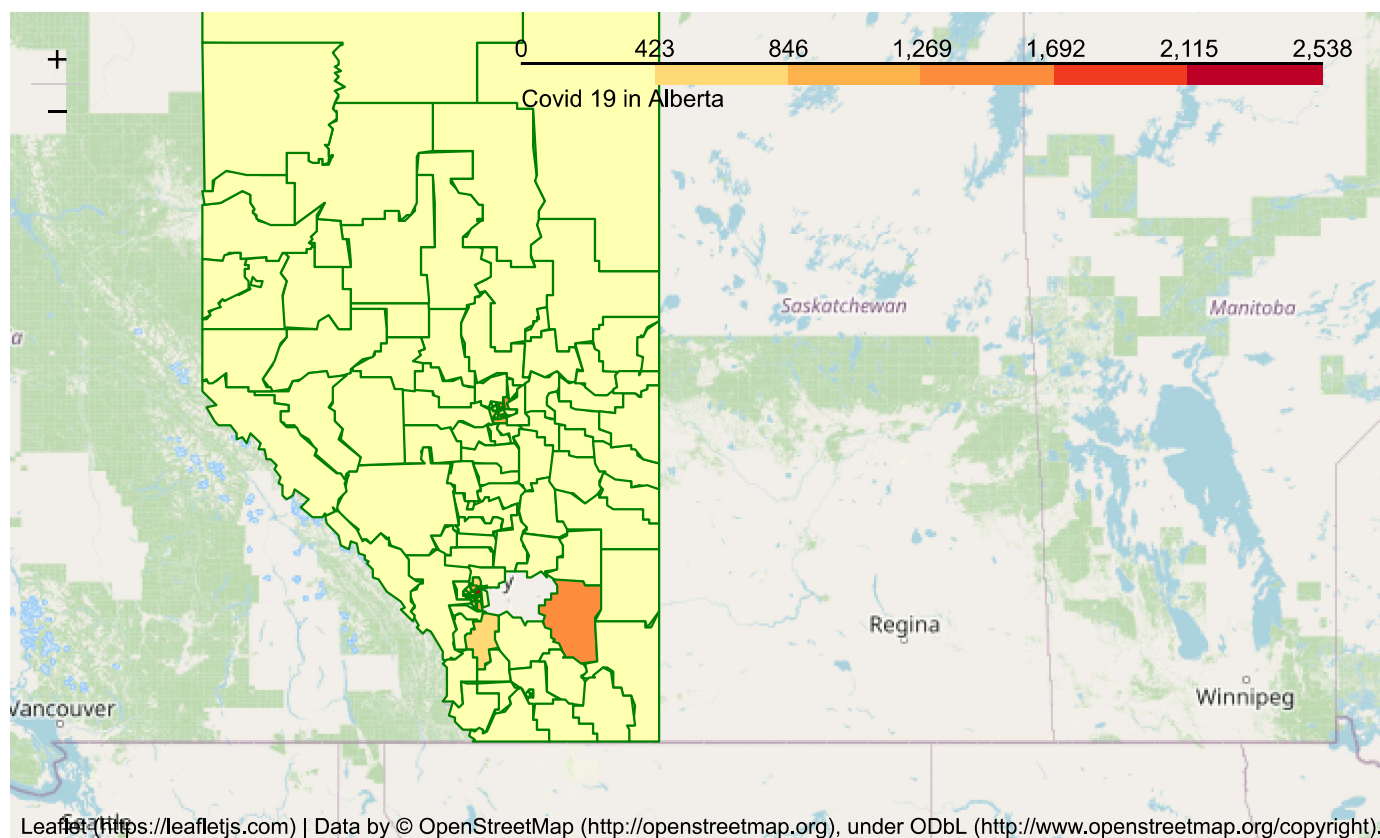 +
−
0 423 846 1,269 1,692 2,115 2,538
Covid 19 in Alberta
Saskatchewan
Manitoba
a
y
Regina
Winnipeg
Vancouver
Seattle
Leaflet (https://leafletjs.com) | Data by © OpenStreetMap (http://openstreetmap.org), under ODbL (http://www.openstreetmap.org/copyright).